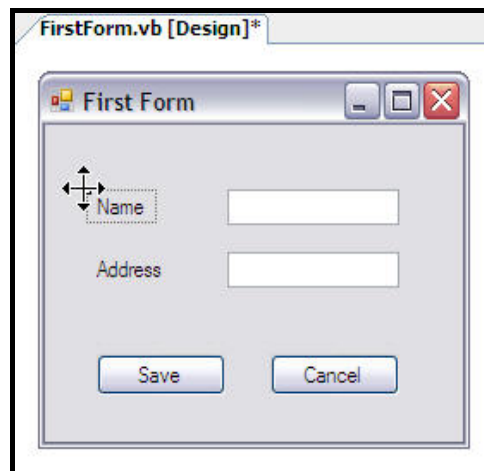 FirstForm.vb [Design]*
First Form
Name
Address
Save Cancel